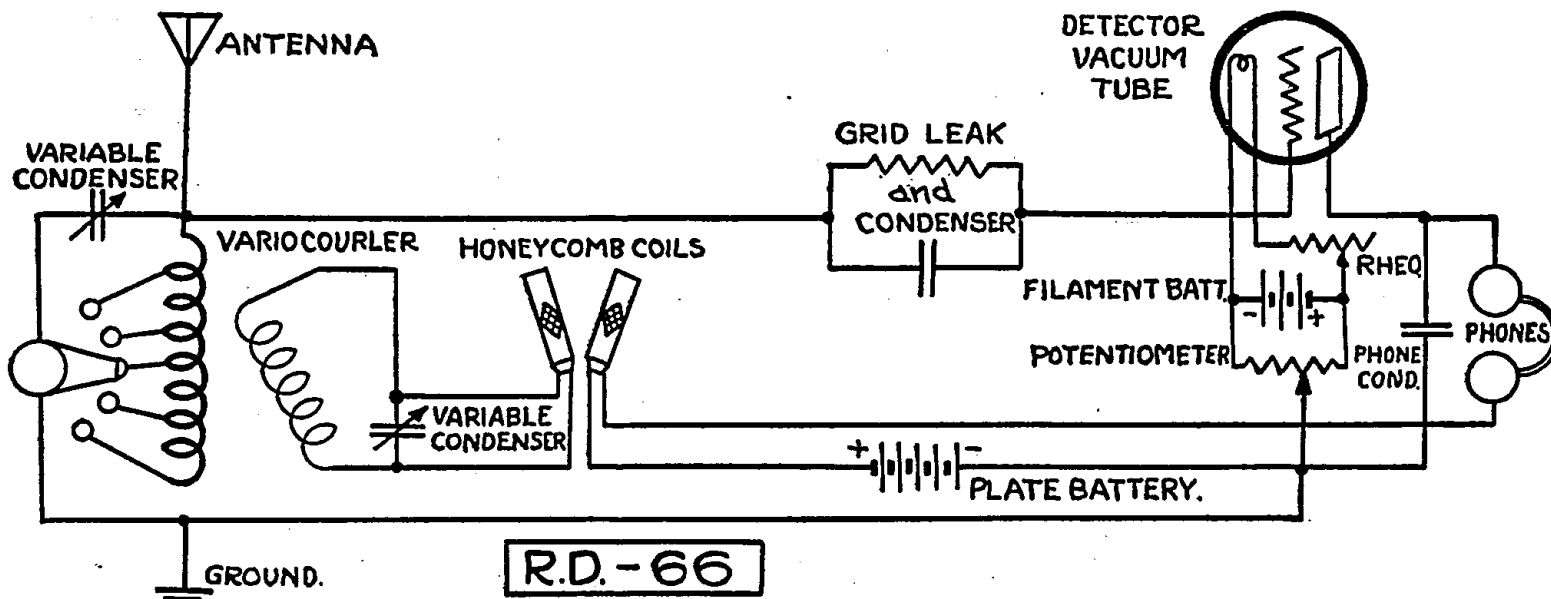 ANTENNA
DETECTOR
VACUUM
TUBE
VARIABLE
CONDENSER
GRID LEAK
and
CONDENSER
VARIOCOURLER
HONEYCOMB COILS
RHEO.
FILAMENT BATT.
- +
POTENTIOMETER
PHONE
COND.
PHONES
VARIABLE
CONDENSER
+ -
PLATE BATTERY.
GROUND.
R.D.-66